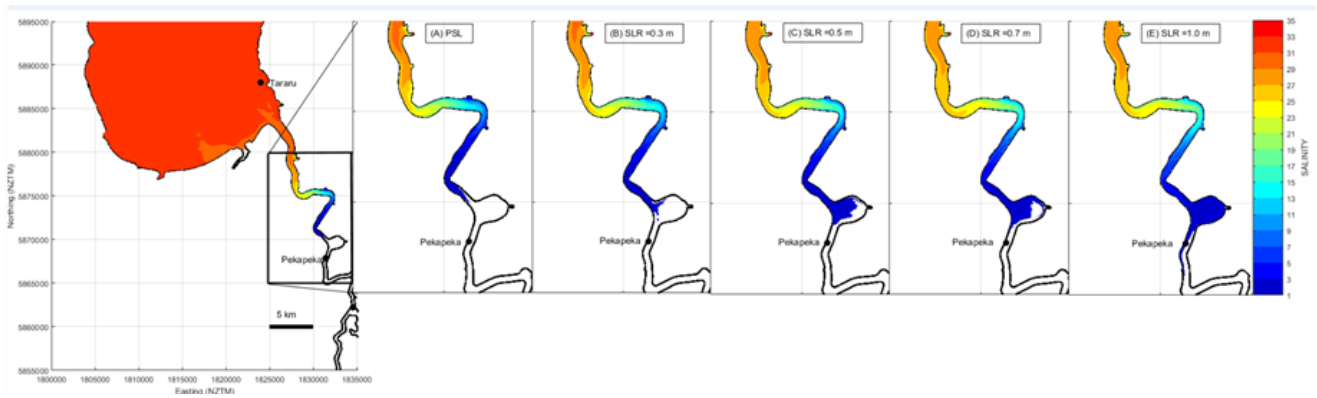 (A) PSL
(B) SLR =0.3 m
(C) SLR =0.5 m
(D) SLR =0.7 m
(E) SLR =1.0 m
Tararu
Pekapeka
5 km
Pekapeka
Pekapeka
Pekapeka
Pekapeka
Pekapeka
5895000
5890000
5885000
5880000
5875000
5870000
5865000
5860000
5855000
Northing (NZTM)
1800000 1805000 1810000 1815000 1820000 1825000 1830000 1835000
Easting (NZTM)
35
33
31
29
27
25
23
21
19
17
15
13
11
9
7
5
3
1
SALINITY